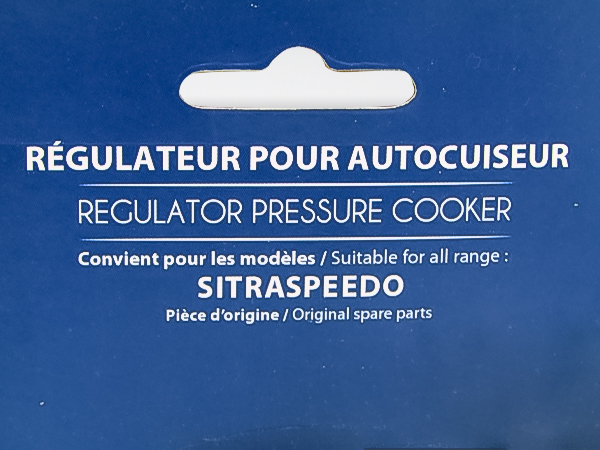 RÉGULATEUR POUR AUTOCUISEUR
REGULATOR PRESSURE COOKER
Convient pour les modèles / Suitable for all range :
SITRASPEEDO
Pièce d'origine / Original spare parts